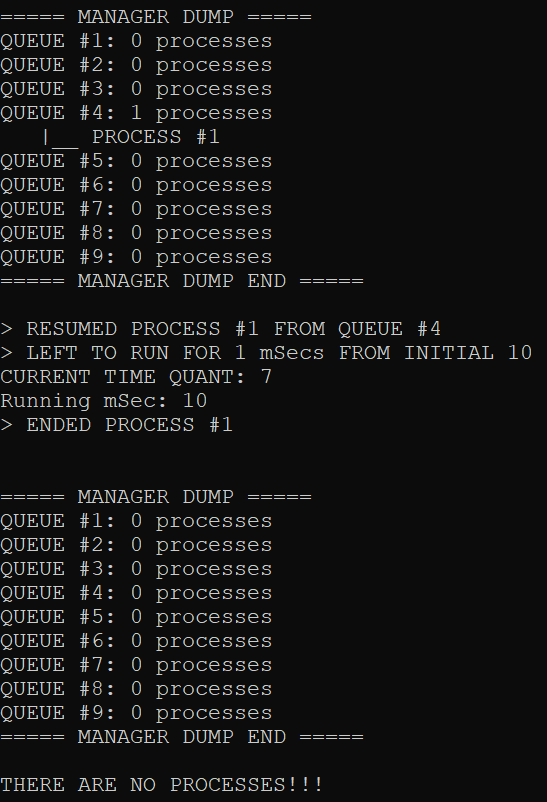 ===== MANAGER DUMP =====
QUEUE #1: 0 processes
QUEUE #2: 0 processes
QUEUE #3: 0 processes
QUEUE #4: 1 processes
   |__ PROCESS #1
QUEUE #5: 0 processes
QUEUE #6: 0 processes
QUEUE #7: 0 processes
QUEUE #8: 0 processes
QUEUE #9: 0 processes
===== MANAGER DUMP END =====

> RESUMED PROCESS #1 FROM QUEUE #4
> LEFT TO RUN FOR 1 mSecs FROM INITIAL 10
CURRENT TIME QUANT: 7
Running mSec: 10
> ENDED PROCESS #1


===== MANAGER DUMP =====
QUEUE #1: 0 processes
QUEUE #2: 0 processes
QUEUE #3: 0 processes
QUEUE #4: 0 processes
QUEUE #5: 0 processes
QUEUE #6: 0 processes
QUEUE #7: 0 processes
QUEUE #8: 0 processes
QUEUE #9: 0 processes
===== MANAGER DUMP END =====

THERE ARE NO PROCESSES!!!